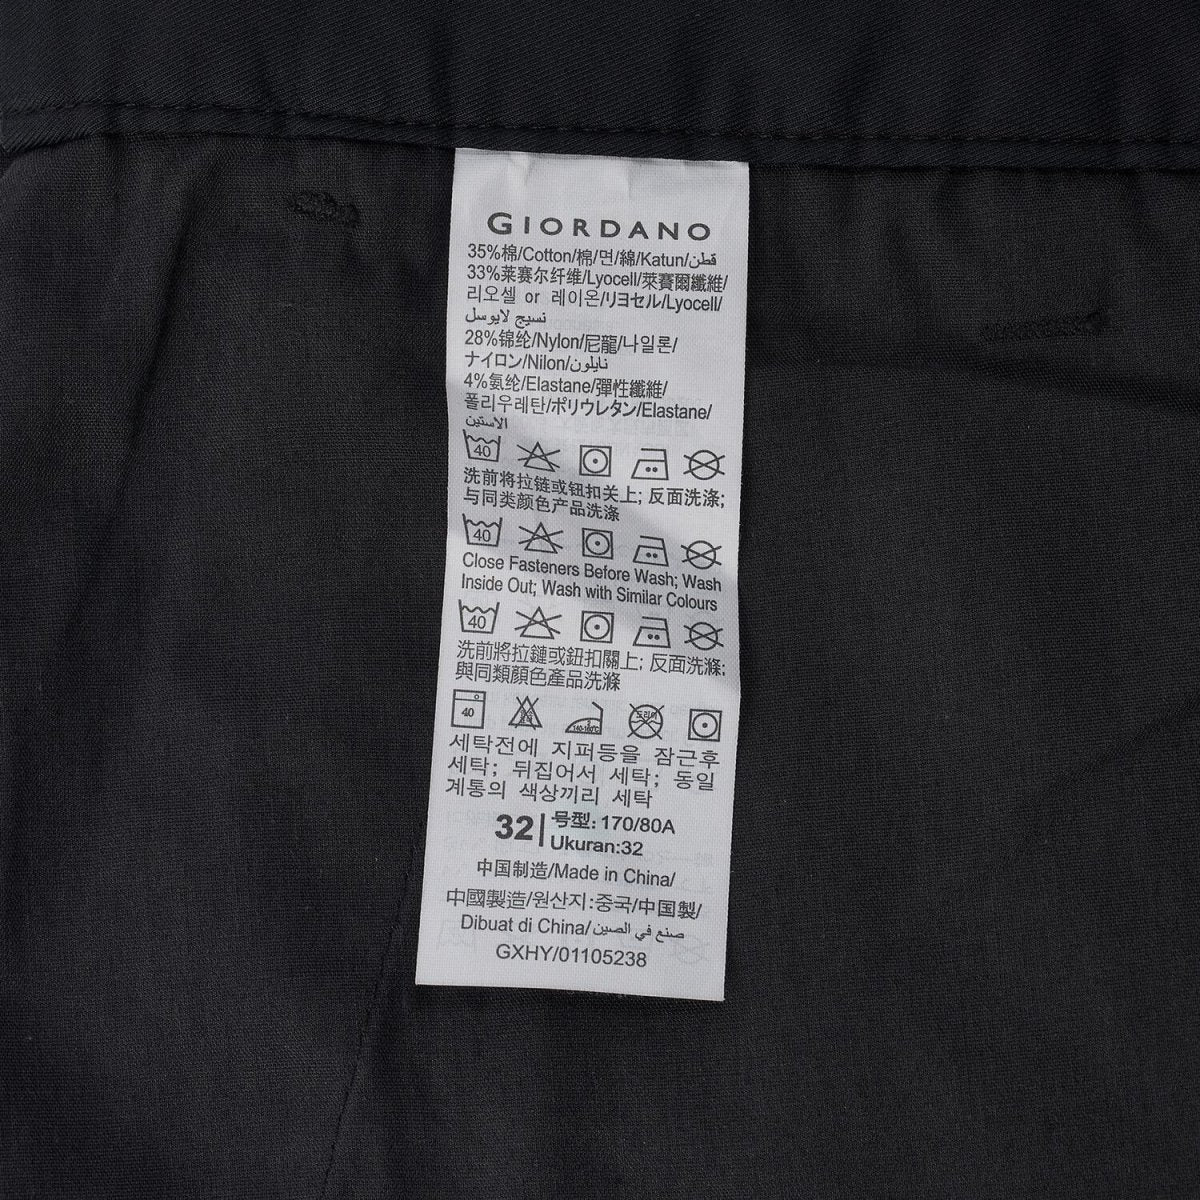 GIORDANO
35%棉/Cotton/棉/면/綿/Katun/قطن
33%莱赛尔纤维/Lyocell/萊賽爾纖維/
리오셀 or 레이온/リヨセル/Lyocell/
نسيج لايوسل
28%锦纶/Nylon/尼龍/나일론/
ナイロン/Nilon/نايلون
4%氨纶/Elastane/彈性纖維/
폴리우레탄/ポリウレタン/Elastane/
الاستين
40
洗前将拉链或钮扣关上; 反面洗涤;
与同类颜色产品洗涤
40
Close Fasteners Before Wash; Wash
Inside Out; Wash with Similar Colours
40
洗前將拉鏈或鈕扣關上; 反面洗滌;
與同類顏色產品洗滌
40 드라이
세탁전에 지퍼등을 잠근후
세탁; 뒤집어서 세탁; 동일
계통의 색상끼리 세탁
32 | 号型: 170/80A
Ukuran:32
中国制造/Made in China/
中國製造/원산지:중국/中国製/
Dibuat di China/صنع في الصين
GXHY/01105238